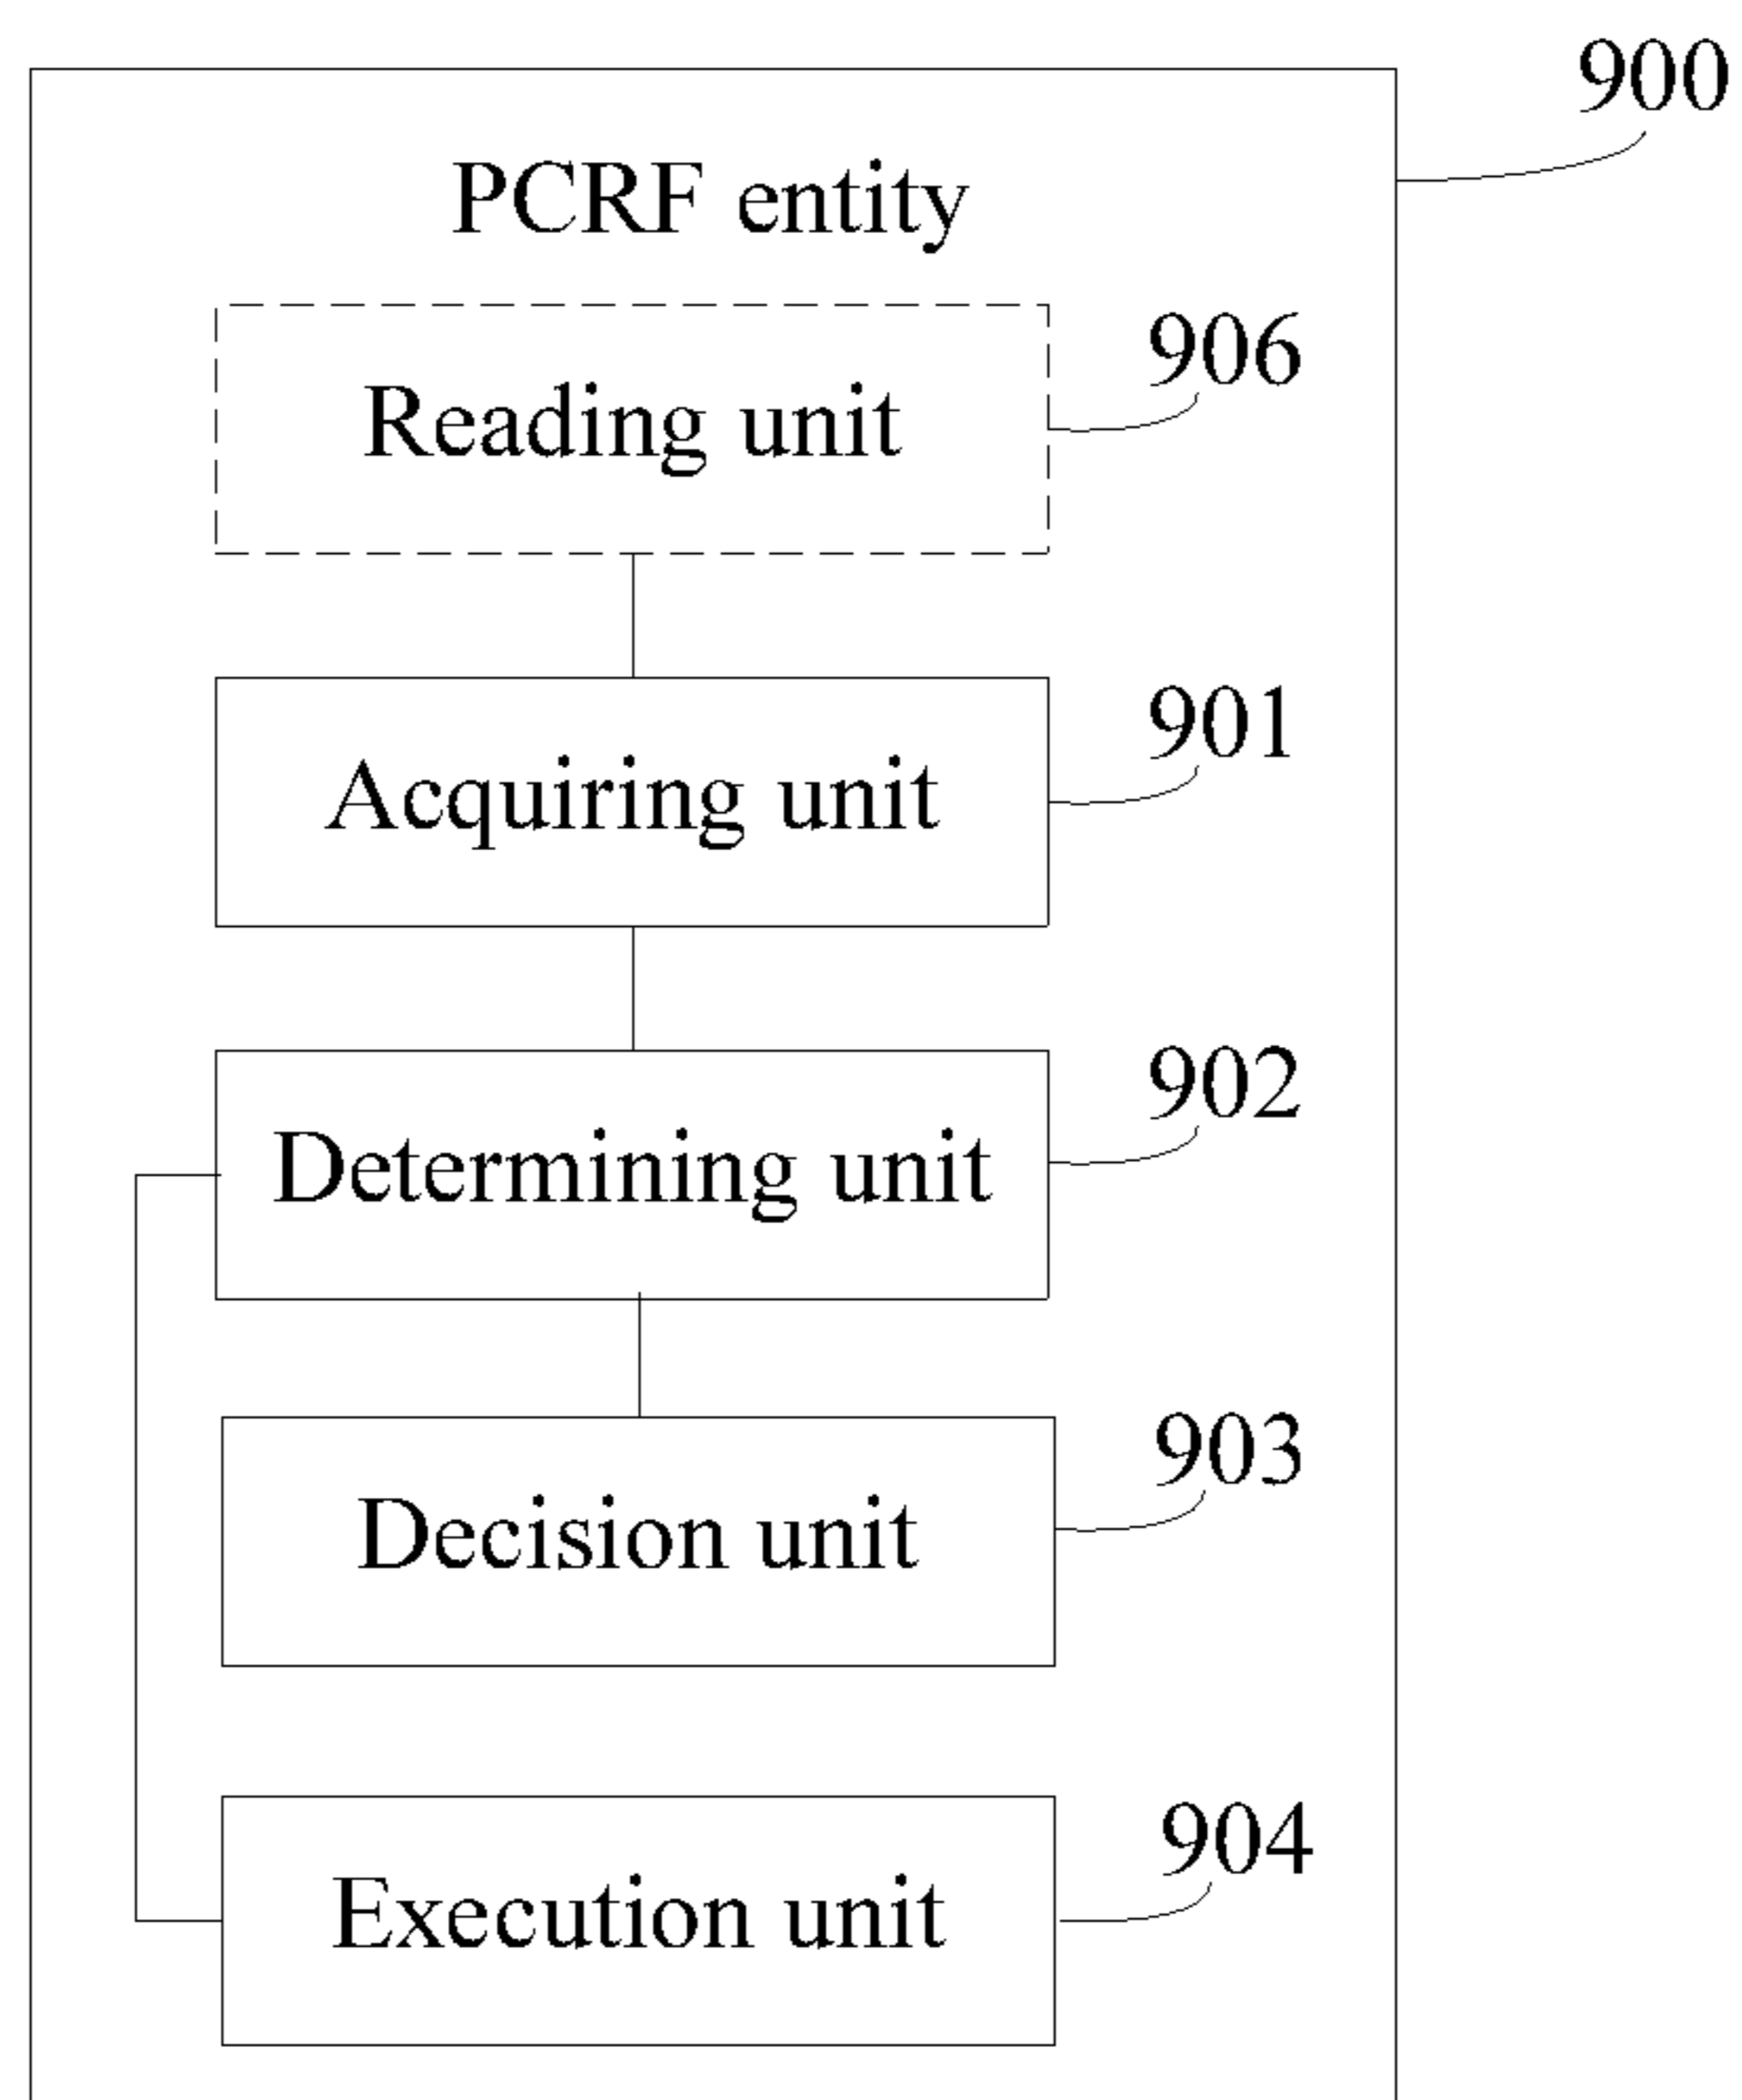 900
PCRF entity
906
Reading unit
901
Acquiring unit
902
Determining unit
903
Decision unit
904
Execution unit